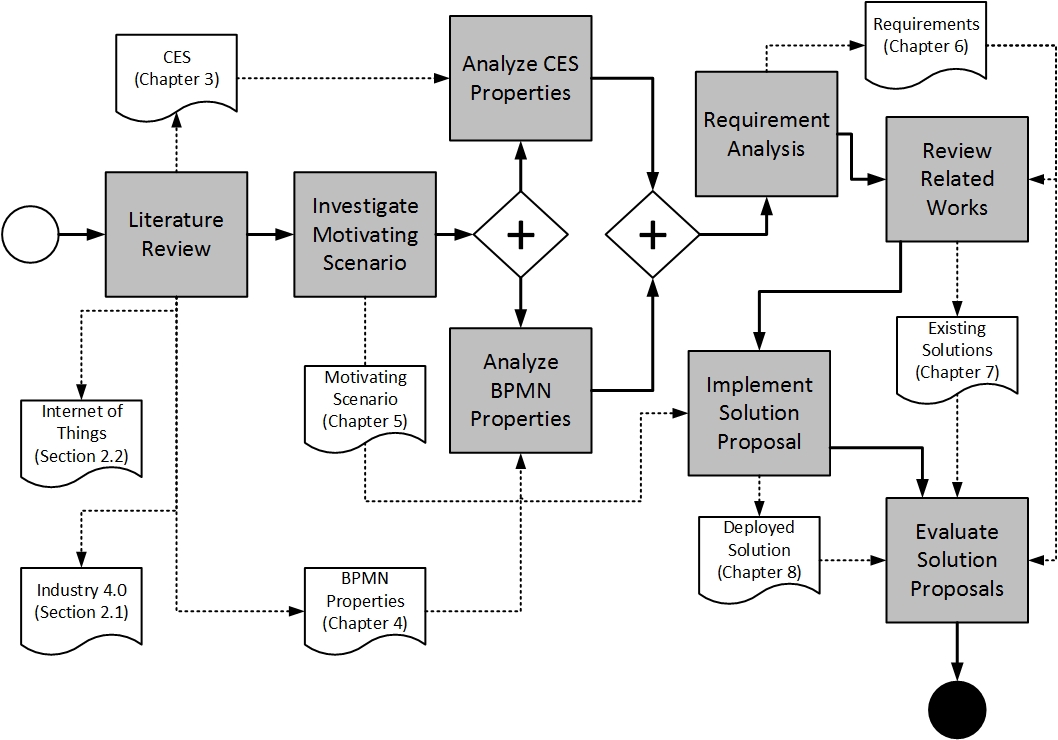 CES
(Chapter 3)
Analyze CES
Properties
Requirements
(Chapter 6)
Requirement
Analysis
Review
Related
Works
Literature
Review
Investigate
Motivating
Scenario
Analyze
BPMN
Properties
Existing
Solutions
(Chapter 7)
Motivating
Scenario
(Chapter 5)
Implement
Solution
Proposal
Internet of
Things
(Section 2.2)
Deployed
Solution
(Chapter 8)
Evaluate
Solution
Proposals
Industry 4.0
(Section 2.1)
BPMN
Properties
(Chapter 4)